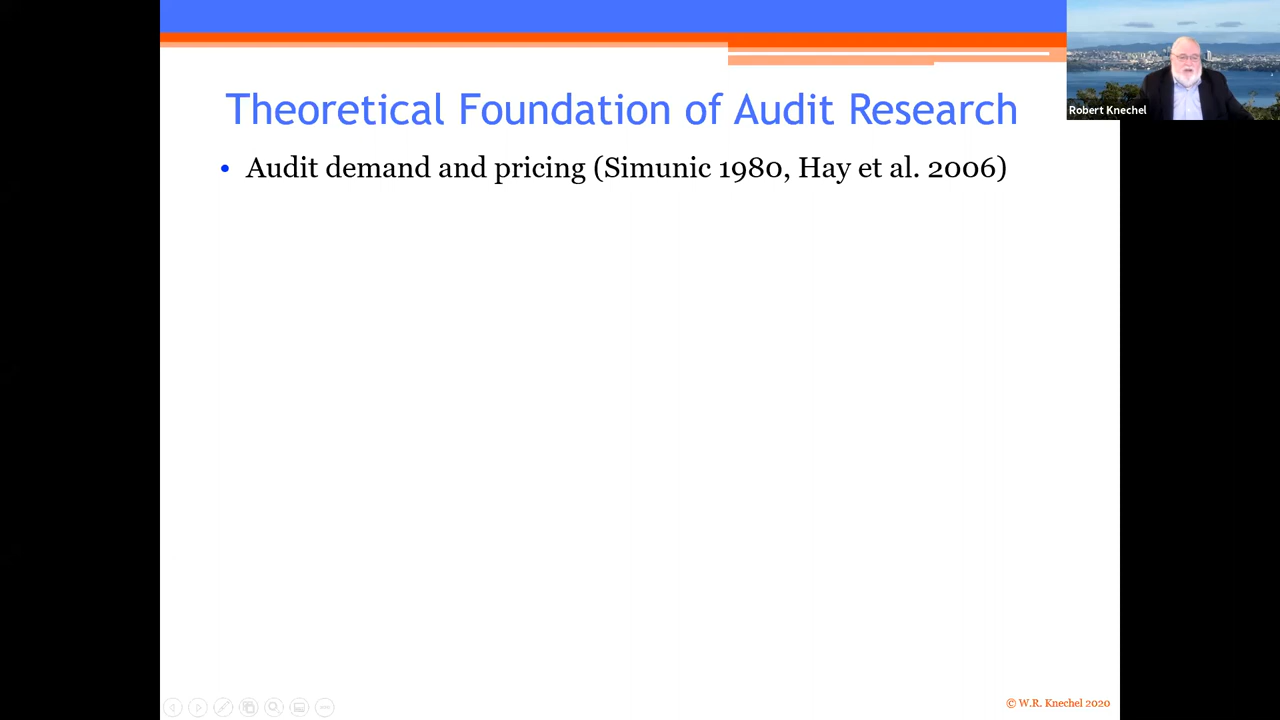 Theoretical Foundation of Audit Research
• Audit demand and pricing (Simunic 1980, Hay et al. 2006)
Robert Knechel
© W.R. Knechel 2020